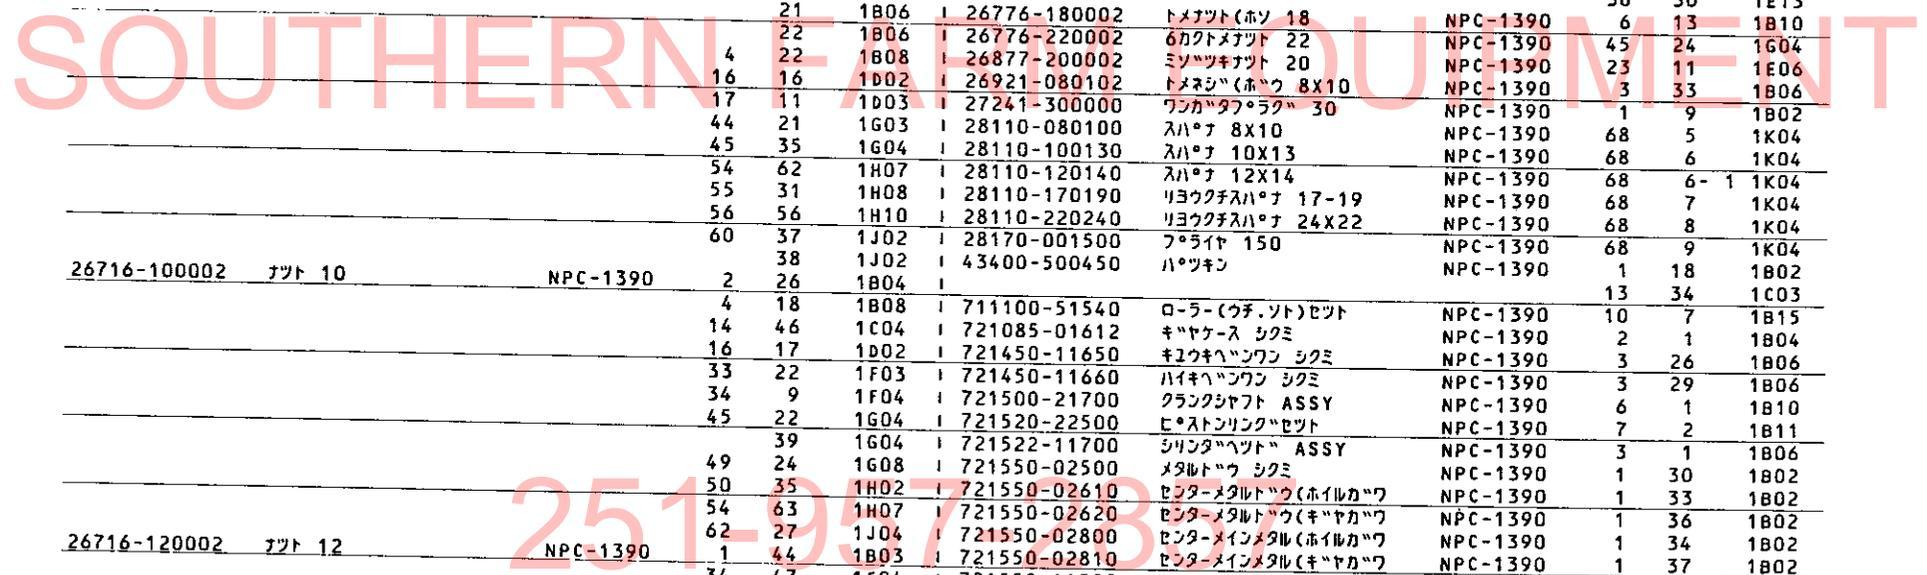 SOUTHERN FARM EQUIPMENT
21 1B06 | 26776-180002 トメナツト(ホソ 18 NPC-1390 6 13 1B10
22 1B06 | 26776-220002 6カクトメナツト 22 NPC-1390 45 24 1G04
4 22 1B08 | 26877-200002 ミゾツキナツト 20 NPC-1390 23 11 1E06
16 16 1D02 | 26921-080102 トメネジ(ボウ 8X10 NPC-1390 3 33 1B06
17 11 1D03 | 27241-300000 ワンガタプラグ 30 NPC-1390 1 9 1B02
44 21 1G03 | 28110-080100 スパナ 8X10 NPC-1390 68 5 1K04
45 35 1G04 | 28110-100130 スパナ 10X13 NPC-1390 68 6 1K04
54 62 1H07 | 28110-120140 スパナ 12X14 NPC-1390 68 6- 1 1K04
55 31 1H08 | 28110-170190 リヨウクチスパナ 17-19 NPC-1390 68 7 1K04
56 56 1H10 | 28110-220240 リヨウクチスパナ 24X22 NPC-1390 68 8 1K04
60 37 1J02 | 28170-001500 プライヤ 150 NPC-1390 68 9 1K04
38 1J02 | 43400-500450 パツキン NPC-1390 1 18 1B02
26716-100002 ナツト 10 NPC-1390 2 26 1B04 | 13 34 1C03
4 18 1B08 | 711100-51540 ローラー(ウチ.ソト)セツト NPC-1390 10 7 1B15
14 46 1C04 | 721085-01612 ギヤケース シクミ NPC-1390 2 1 1B04
16 17 1D02 | 721450-11650 キユウキベンワン シクミ NPC-1390 3 26 1B06
33 22 1F03 | 721450-11660 ハイキベンワン シクミ NPC-1390 3 29 1B06
34 9 1F04 | 721500-21700 クランクシヤフト ASSY NPC-1390 6 1 1B10
45 22 1G04 | 721520-22500 ピストンリングセツト NPC-1390 7 2 1B11
39 1G04 | 721522-11700 シリンダヘツド ASSY NPC-1390 3 1 1B06
49 24 1G08 | 721550-02500 メタルドウ シクミ NPC-1390 1 30 1B02
50 35 1H02 | 721550-02610 センターメタルドウ(ホイルガワ NPC-1390 1 33 1B02
54 63 1H07 | 721550-02620 センターメタルドウ(ギヤガワ NPC-1390 1 36 1B02
62 27 1J04 | 721550-02800 センターメインメタル(ホイルガワ NPC-1390 1 34 1B02
26716-120002 ナツト 12 NPC-1390 1 44 1B03 | 721550-02810 センターメインメタル(ギヤガワ NPC-1390 1 37 1B02
251-957-2857